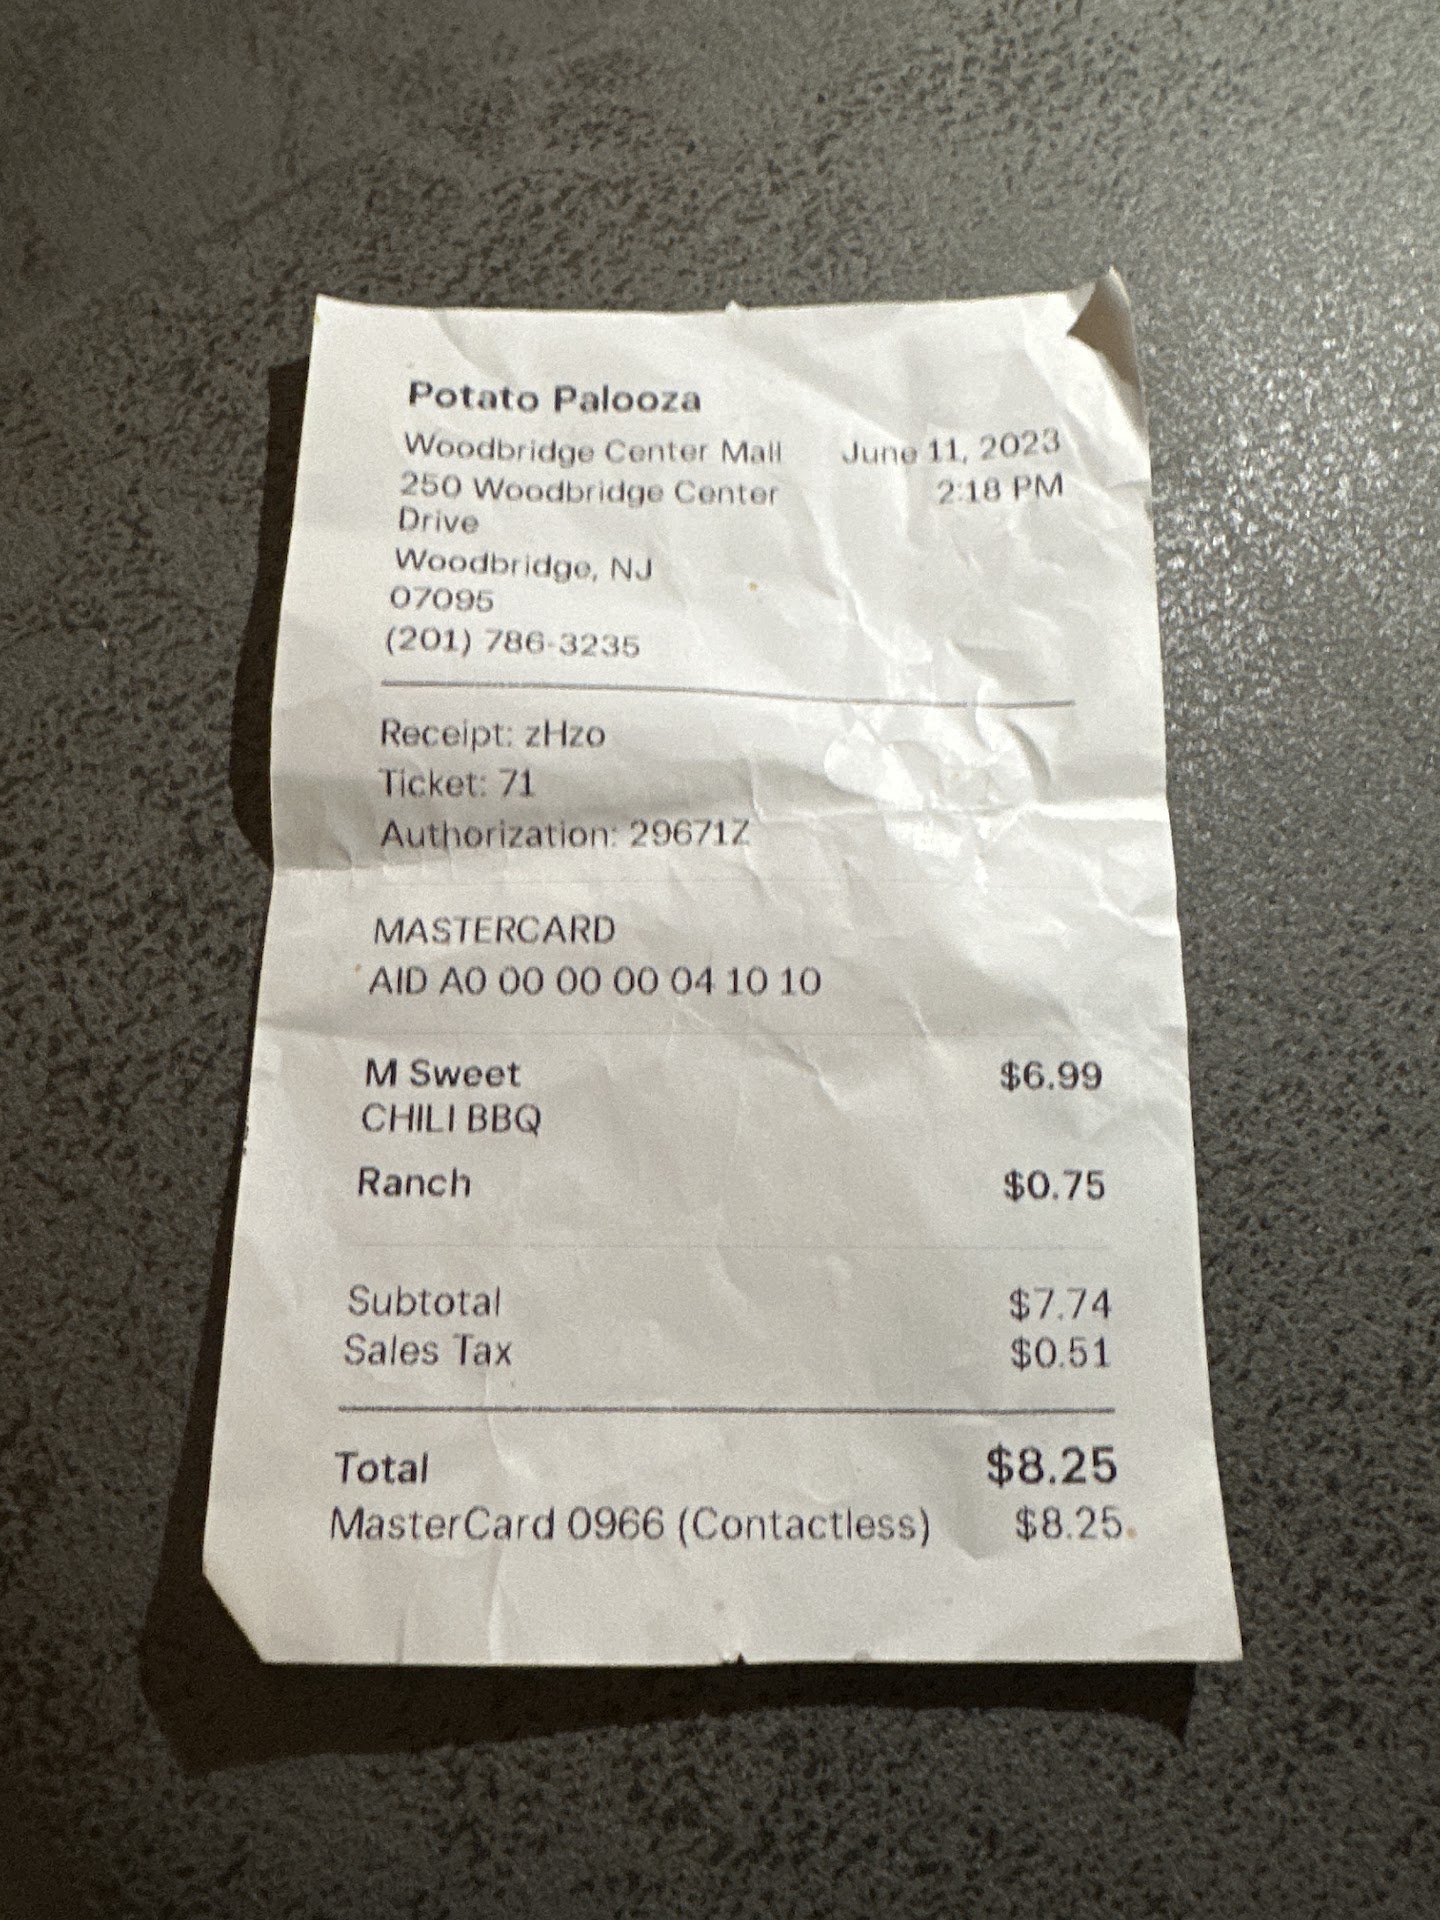 Potato Palooza
Woodbridge Center Mall June 11, 2023
250 Woodbridge Center 2:18 PM
Drive
Woodbridge, NJ
07095
(201) 786-3235
Receipt: zHzo
Ticket: 71
Authorization: 29671Z
MASTERCARD
AID A0 00 00 00 04 10 10
M Sweet $6.99
CHILI BBQ
Ranch $0.75
Subtotal $7.74
Sales Tax $0.51
Total $8.25
MasterCard 0966 (Contactless) $8.25